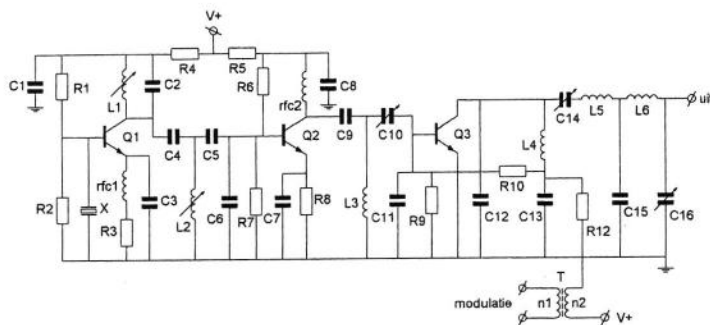 V+
C1
R1
L1
C2
R4
R5
R6
rfc2
C8
Q1
C4
C5
Q2
C9
C10
Q3
C14
L5
L6
uit
rfc1
C3
R2
X
R3
L2
C6
R7
C7
R8
L3
C11
R9
R10
L4
C12
C13
R12
C15
C16
T
modulatie
n1
n2
V+